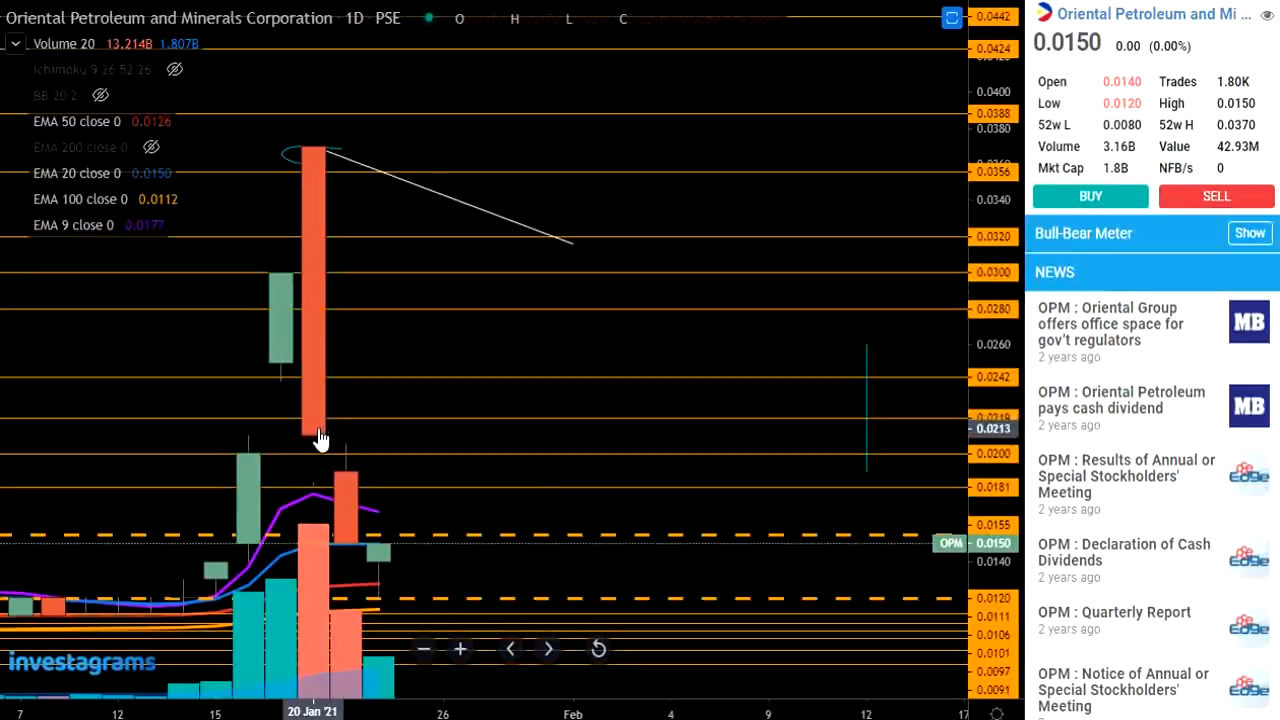 Oriental Petroleum and Minerals Corporation · 1D · PSE O H L C
Volume 20 13.214B 1.807B
Ichimoku 9 26 52 26
BB 20 2
EMA 50 close 0 0.0126
EMA 200 close 0
EMA 20 close 0 0.0150
EMA 100 close 0 0.0112
EMA 9 close 0 0.0177
investagrams
0.0442
0.0424
0.0400
0.0388
0.0380
0.0356
0.0340
0.0320
0.0300
0.0280
0.0260
0.0242
0.0219
0.0213
0.0200
0.0181
0.0155
OPM 0.0150
0.0140
0.0120
0.0111
0.0106
0.0101
0.0097
0.0091
7 12 15 20 Jan '21 26 Feb 4 9 12 17
Oriental Petroleum and Mi ...
0.0150 0.00 (0.00%)
Open 0.0140 Trades 1.80K
Low 0.0120 High 0.0150
52w L 0.0080 52w H 0.0370
Volume 3.16B Value 42.93M
Mkt Cap 1.8B NFB/s 0
BUY SELL
Bull-Bear Meter Show
NEWS
OPM : Oriental Group
offers office space for
gov't regulators
2 years ago
MB
OPM : Oriental Petroleum
pays cash dividend
2 years ago
MB
OPM : Results of Annual or
Special Stockholders'
Meeting
2 years ago
Edge
OPM : Declaration of Cash
Dividends
2 years ago
Edge
OPM : Quarterly Report
2 years ago
Edge
OPM : Notice of Annual or
Special Stockholders'
Meeting
Edge